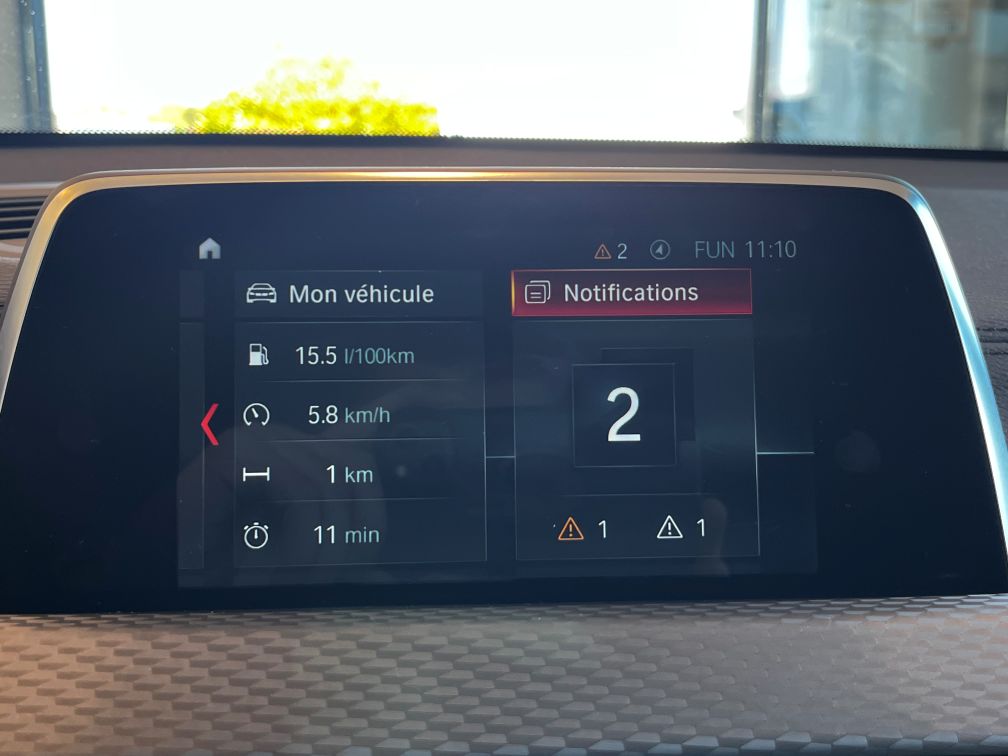 2 FUN 11:10
Mon véhicule
15.5 l/100km
5.8 km/h
1 km
11 min
Notifications
2
1 1